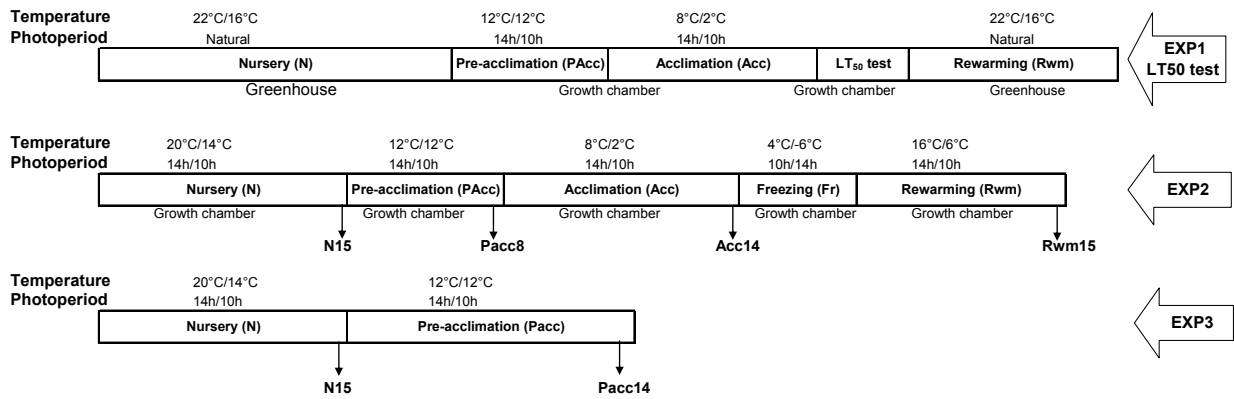 Temperature 22°C/16°C 12°C/12°C 8°C/2°C 22°C/16°C
Photoperiod Natural 14h/10h 14h/10h Natural
Nursery (N) Pre-acclimation (PAcc) Acclimation (Acc) LT50 test Rewarming (Rwm)
Greenhouse Growth chamber Growth chamber Greenhouse
EXP1
LT50 test
Temperature 20°C/14°C 12°C/12°C 8°C/2°C 4°C/-6°C 16°C/6°C
Photoperiod 14h/10h 14h/10h 14h/10h 10h/14h 14h/10h
Nursery (N) Pre-acclimation (PAcc) Acclimation (Acc) Freezing (Fr) Rewarming (Rwm)
Growth chamber Growth chamber Growth chamber Growth chamber Growth chamber
EXP2
N15 Pacc8 Acc14 Rwm15
Temperature 20°C/14°C 12°C/12°C
Photoperiod 14h/10h 14h/10h
Nursery (N) Pre-acclimation (Pacc)
EXP3
N15 Pacc14